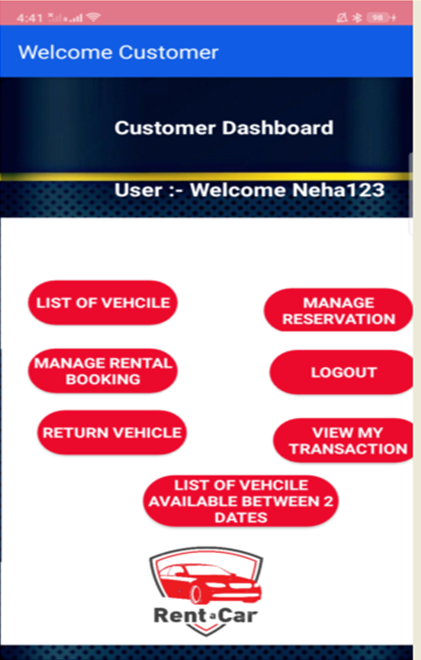 4:41
98
Welcome Customer
Customer Dashboard
User :- Welcome Neha123
LIST OF VEHCILE
MANAGE
RESERVATION
MANAGE RENTAL
BOOKING
LOGOUT
RETURN VEHICLE
VIEW MY
TRANSACTION
LIST OF VEHCILE
AVAILABLE BETWEEN 2
DATES
Rent a Car